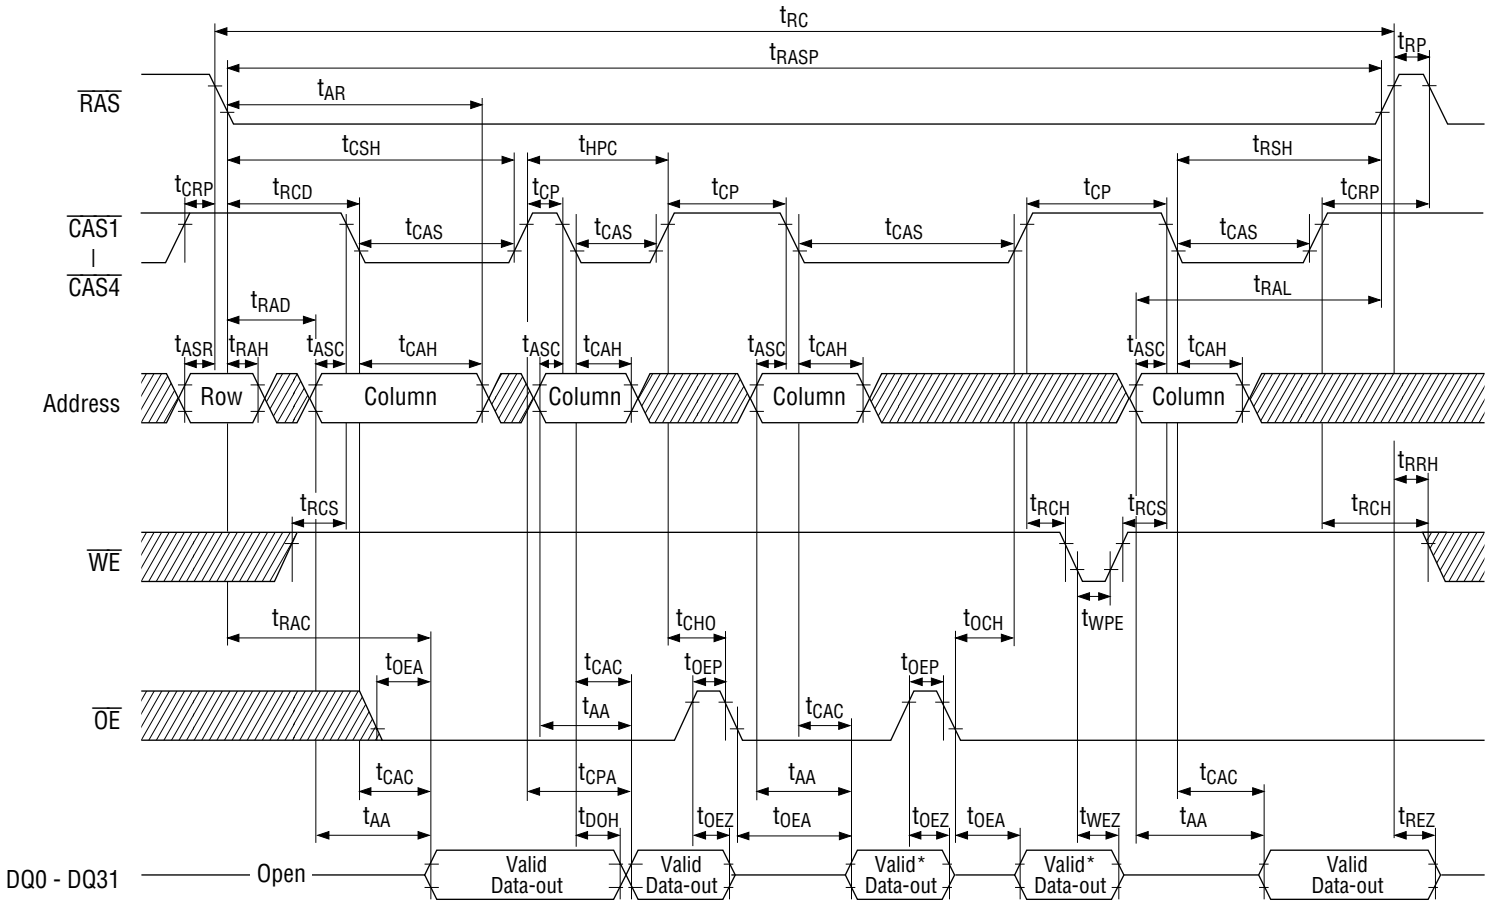 tRC
tRP
tRASP
RAS
tAR
tCSH
tHPC
tRSH
tCRP
tRCD
tCP
tCP
tCP
tCRP
CAS1
|
CAS4
tCAS
tCAS
tCAS
tCAS
tRAD
tRAL
tASR
tRAH
tASC
tCAH
tASC
tCAH
tASC
tCAH
tASC
tCAH
Address
Row
Column
Column
Column
Column
tRRH
tRCS
tRCH
tRCS
tRCH
WE
tWPE
tRAC
tCHO
tOCH
tOEA
tCAC
tOEP
tOEP
OE
tAA
tCAC
tCAC
tCPA
tAA
tCAC
tAA
tDOH
tOEZ
tOEA
tOEZ
tOEA
tWEZ
tAA
tREZ
DQ0 - DQ31
Open
Valid
Data-out
Valid
Data-out
Valid*
Data-out
Valid*
Data-out
Valid
Data-out